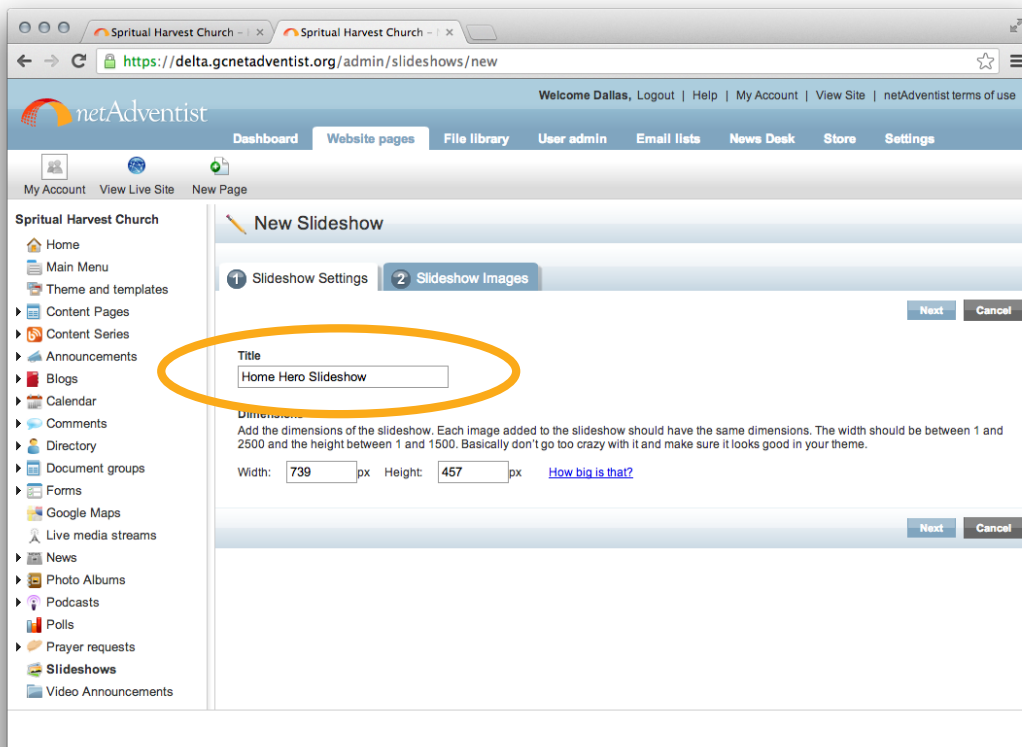 Spritual Harvest Church –
Spritual Harvest Church –
https://delta.gcnetadventist.org/admin/slideshows/new
Welcome Dallas, Logout | Help | My Account | View Site | netAdventist terms of use
netAdventist
Dashboard Website pages File library User admin Email lists News Desk Store Settings
My Account View Live Site New Page
Spritual Harvest Church
Home
Main Menu
Theme and templates
Content Pages
Content Series
Announcements
Blogs
Calendar
Comments
Directory
Document groups
Forms
Google Maps
Live media streams
News
Photo Albums
Podcasts
Polls
Prayer requests
Slideshows
Video Announcements
New Slideshow
1 Slideshow Settings 2 Slideshow Images
Next Cancel
Title
Home Hero Slideshow
Dimensions
Add the dimensions of the slideshow. Each image added to the slideshow should have the same dimensions. The width should be between 1 and
2500 and the height between 1 and 1500. Basically don't go too crazy with it and make sure it looks good in your theme.
Width: 739 px Height: 457 px How big is that?
Next Cancel